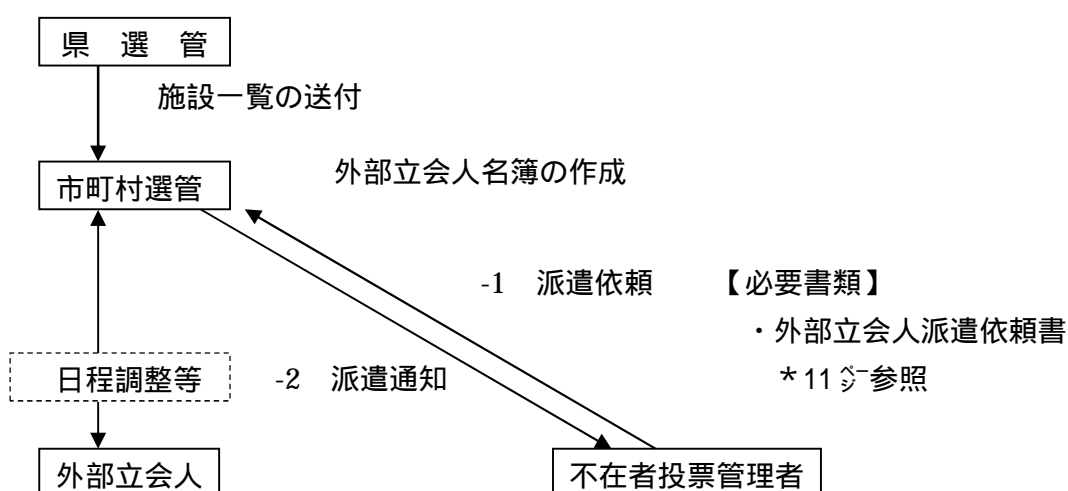 県 選 管
施設一覧の送付
外部立会人名簿の作成
市町村選管
-1 派遣依頼 【必要書類】
・外部立会人派遣依頼書
日程調整等 -2 派遣通知 *11㌻参照
外部立会人 不在者投票管理者